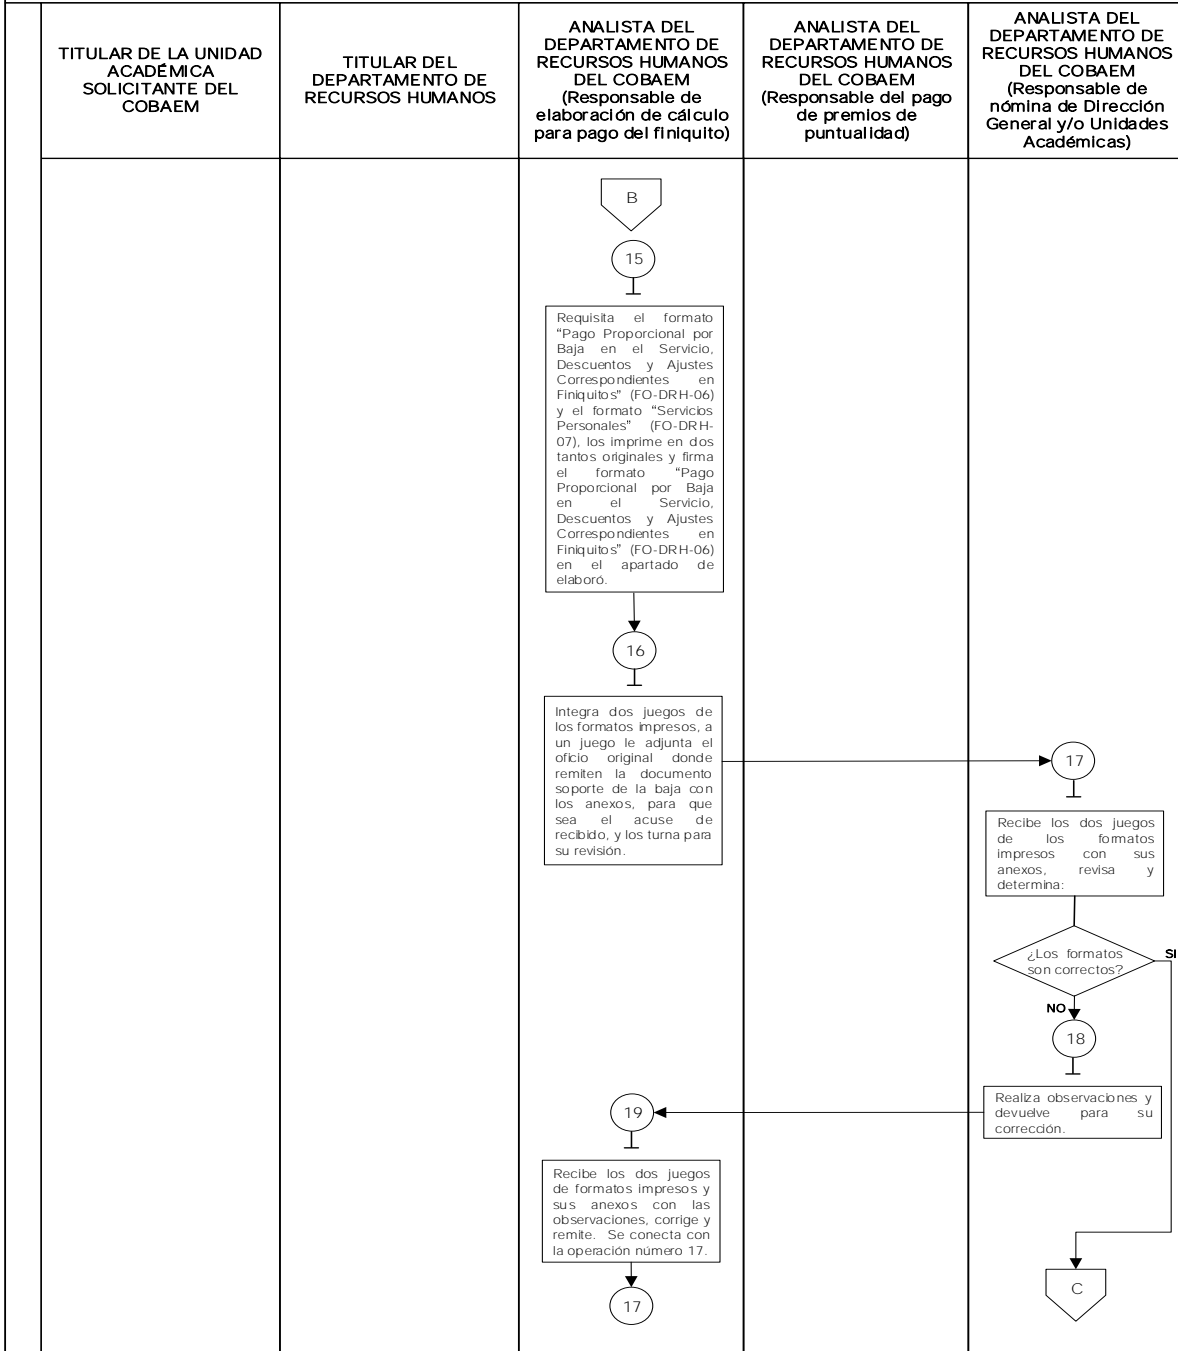 TITULAR DE LA UNIDAD
ACADÉMICA
SOLICITANTE DEL
COBAEM
TITULAR DEL
DEPARTAMENTO DE
RECURSOS HUMANOS
ANALISTA DEL
DEPARTAMENTO DE
RECURSOS HUMANOS
DEL COBAEM
(Responsable de
elaboración de cálculo
para pago del finiquito)
ANALISTA DEL
DEPARTAMENTO DE
RECURSOS HUMANOS
DEL COBAEM
(Responsable del pago
de premios de
puntualidad)
ANALISTA DEL
DEPARTAMENTO DE
RECURSOS HUMANOS
DEL COBAEM
(Responsable de
nómina de Dirección
General y/o Unidades
Académicas)
B
15
Requisita el formato
“Pago Proporcional por
Baja en el Servicio,
Descuentos y Ajustes
Correspondientes en
Finiquitos” (FO-DRH-06)
y el formato “Servicios
Personales” (FO-DRH-
07), los imprime en dos
tantos originales y firma
el formato “Pago
Proporcional por Baja
en el Servicio,
Descuentos y Ajustes
Correspondientes en
Finiquitos” (FO-DRH-06)
en el apartado de
elaboró.
16
Integra dos juegos de
los formatos impresos, a
un juego le adjunta el
oficio original donde
remiten la documento
soporte de la baja con
los anexos, para que
sea el acuse de
recibido, y los turna para
su revisión.
17
Recibe los dos juegos
de los formatos
impresos con sus
anexos, revisa y
determina:
¿Los formatos
son correctos?
SI
NO
18
Realiza observaciones y
devuelve para su
corrección.
19
Recibe los dos juegos
de formatos impresos y
sus anexos con las
observaciones, corrige y
remite. Se conecta con
la operación número 17.
17
C